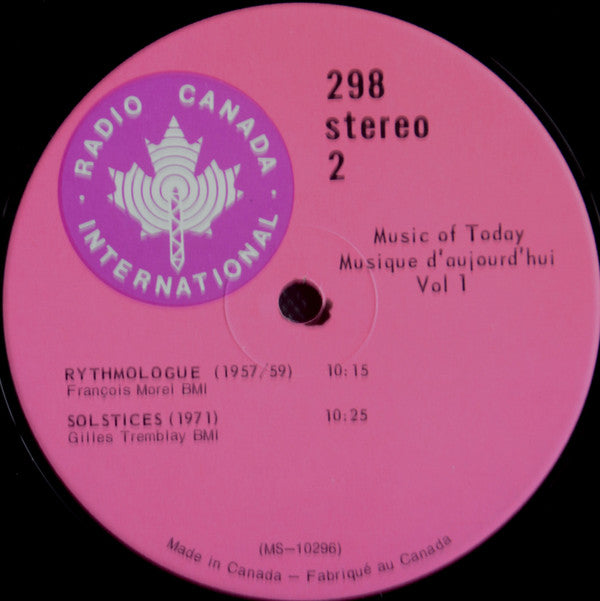 RADIO CANADA
INTERNATIONAL
298
stereo
2
Music of Today
Musique d'aujourd'hui
Vol 1
RYTHMOLOGUE (1957/59) 10:15
François Morel BMI
SOLSTICES (1971) 10:25
Gilles Tremblay BMI
(MS-10296)
Made in Canada – Fabriqué au Canada